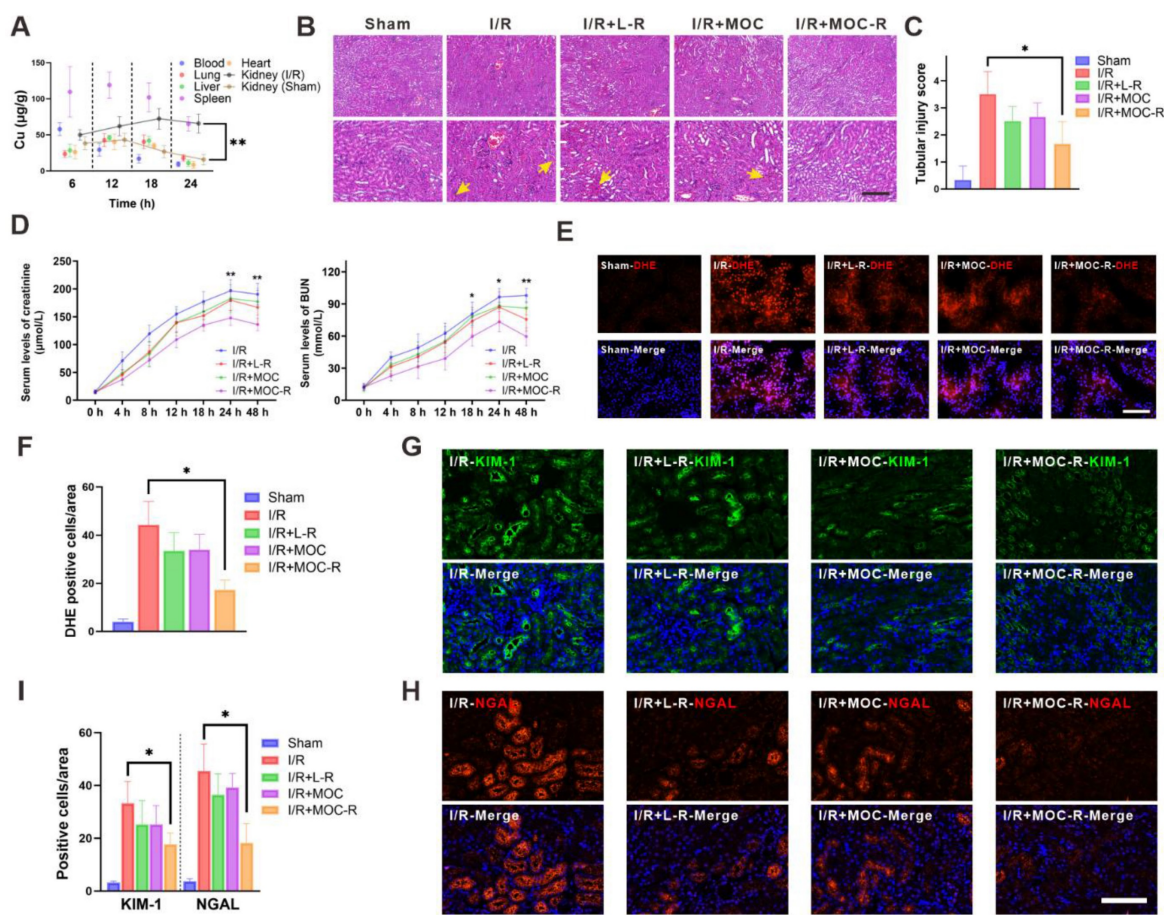 A
Cu (μg/g)
150
100
50
0
6 12 18 24
Time (h)
Blood
Lung
Liver
Spleen
Heart
Kidney (I/R)
Kidney (Sham)
**
B
Sham I/R I/R+L-R I/R+MOC I/R+MOC-R
C
Tubular injury score
5
4
3
2
1
0
*
Sham
I/R
I/R+L-R
I/R+MOC
I/R+MOC-R
D
Serum levels of creatinine
(μmol/L)
250
200
150
100
50
0
** **
I/R
I/R+L-R
I/R+MOC
I/R+MOC-R
0 h 4 h 8 h 12 h 18 h 24 h 48 h
Serum levels of BUN
(mmol/L)
120
90
60
30
0
* * **
I/R
I/R+L-R
I/R+MOC
I/R+MOC-R
0 h 4 h 8 h 12 h 18 h 24 h 48 h
E
Sham-DHE I/R-DHE I/R+L-R-DHE I/R+MOC-DHE I/R+MOC-R-DHE
Sham-Merge I/R-Merge I/R+L-R-Merge I/R+MOC-Merge I/R+MOC-R-Merge
F
DHE positive cells/area
60
40
20
0
*
Sham
I/R
I/R+L-R
I/R+MOC
I/R+MOC-R
G
I/R-KIM-1 I/R+L-R-KIM-1 I/R+MOC-KIM-1 I/R+MOC-R-KIM-1
I/R-Merge I/R+L-R-Merge I/R+MOC-Merge I/R+MOC-R-Merge
I
Positive cells/area
60
40
20
0
* *
KIM-1 NGAL
Sham
I/R
I/R+L-R
I/R+MOC
I/R+MOC-R
H
I/R-NGAL I/R+L-R-NGAL I/R+MOC-NGAL I/R+MOC-R-NGAL
I/R-Merge I/R+L-R-Merge I/R+MOC-Merge I/R+MOC-R-Merge